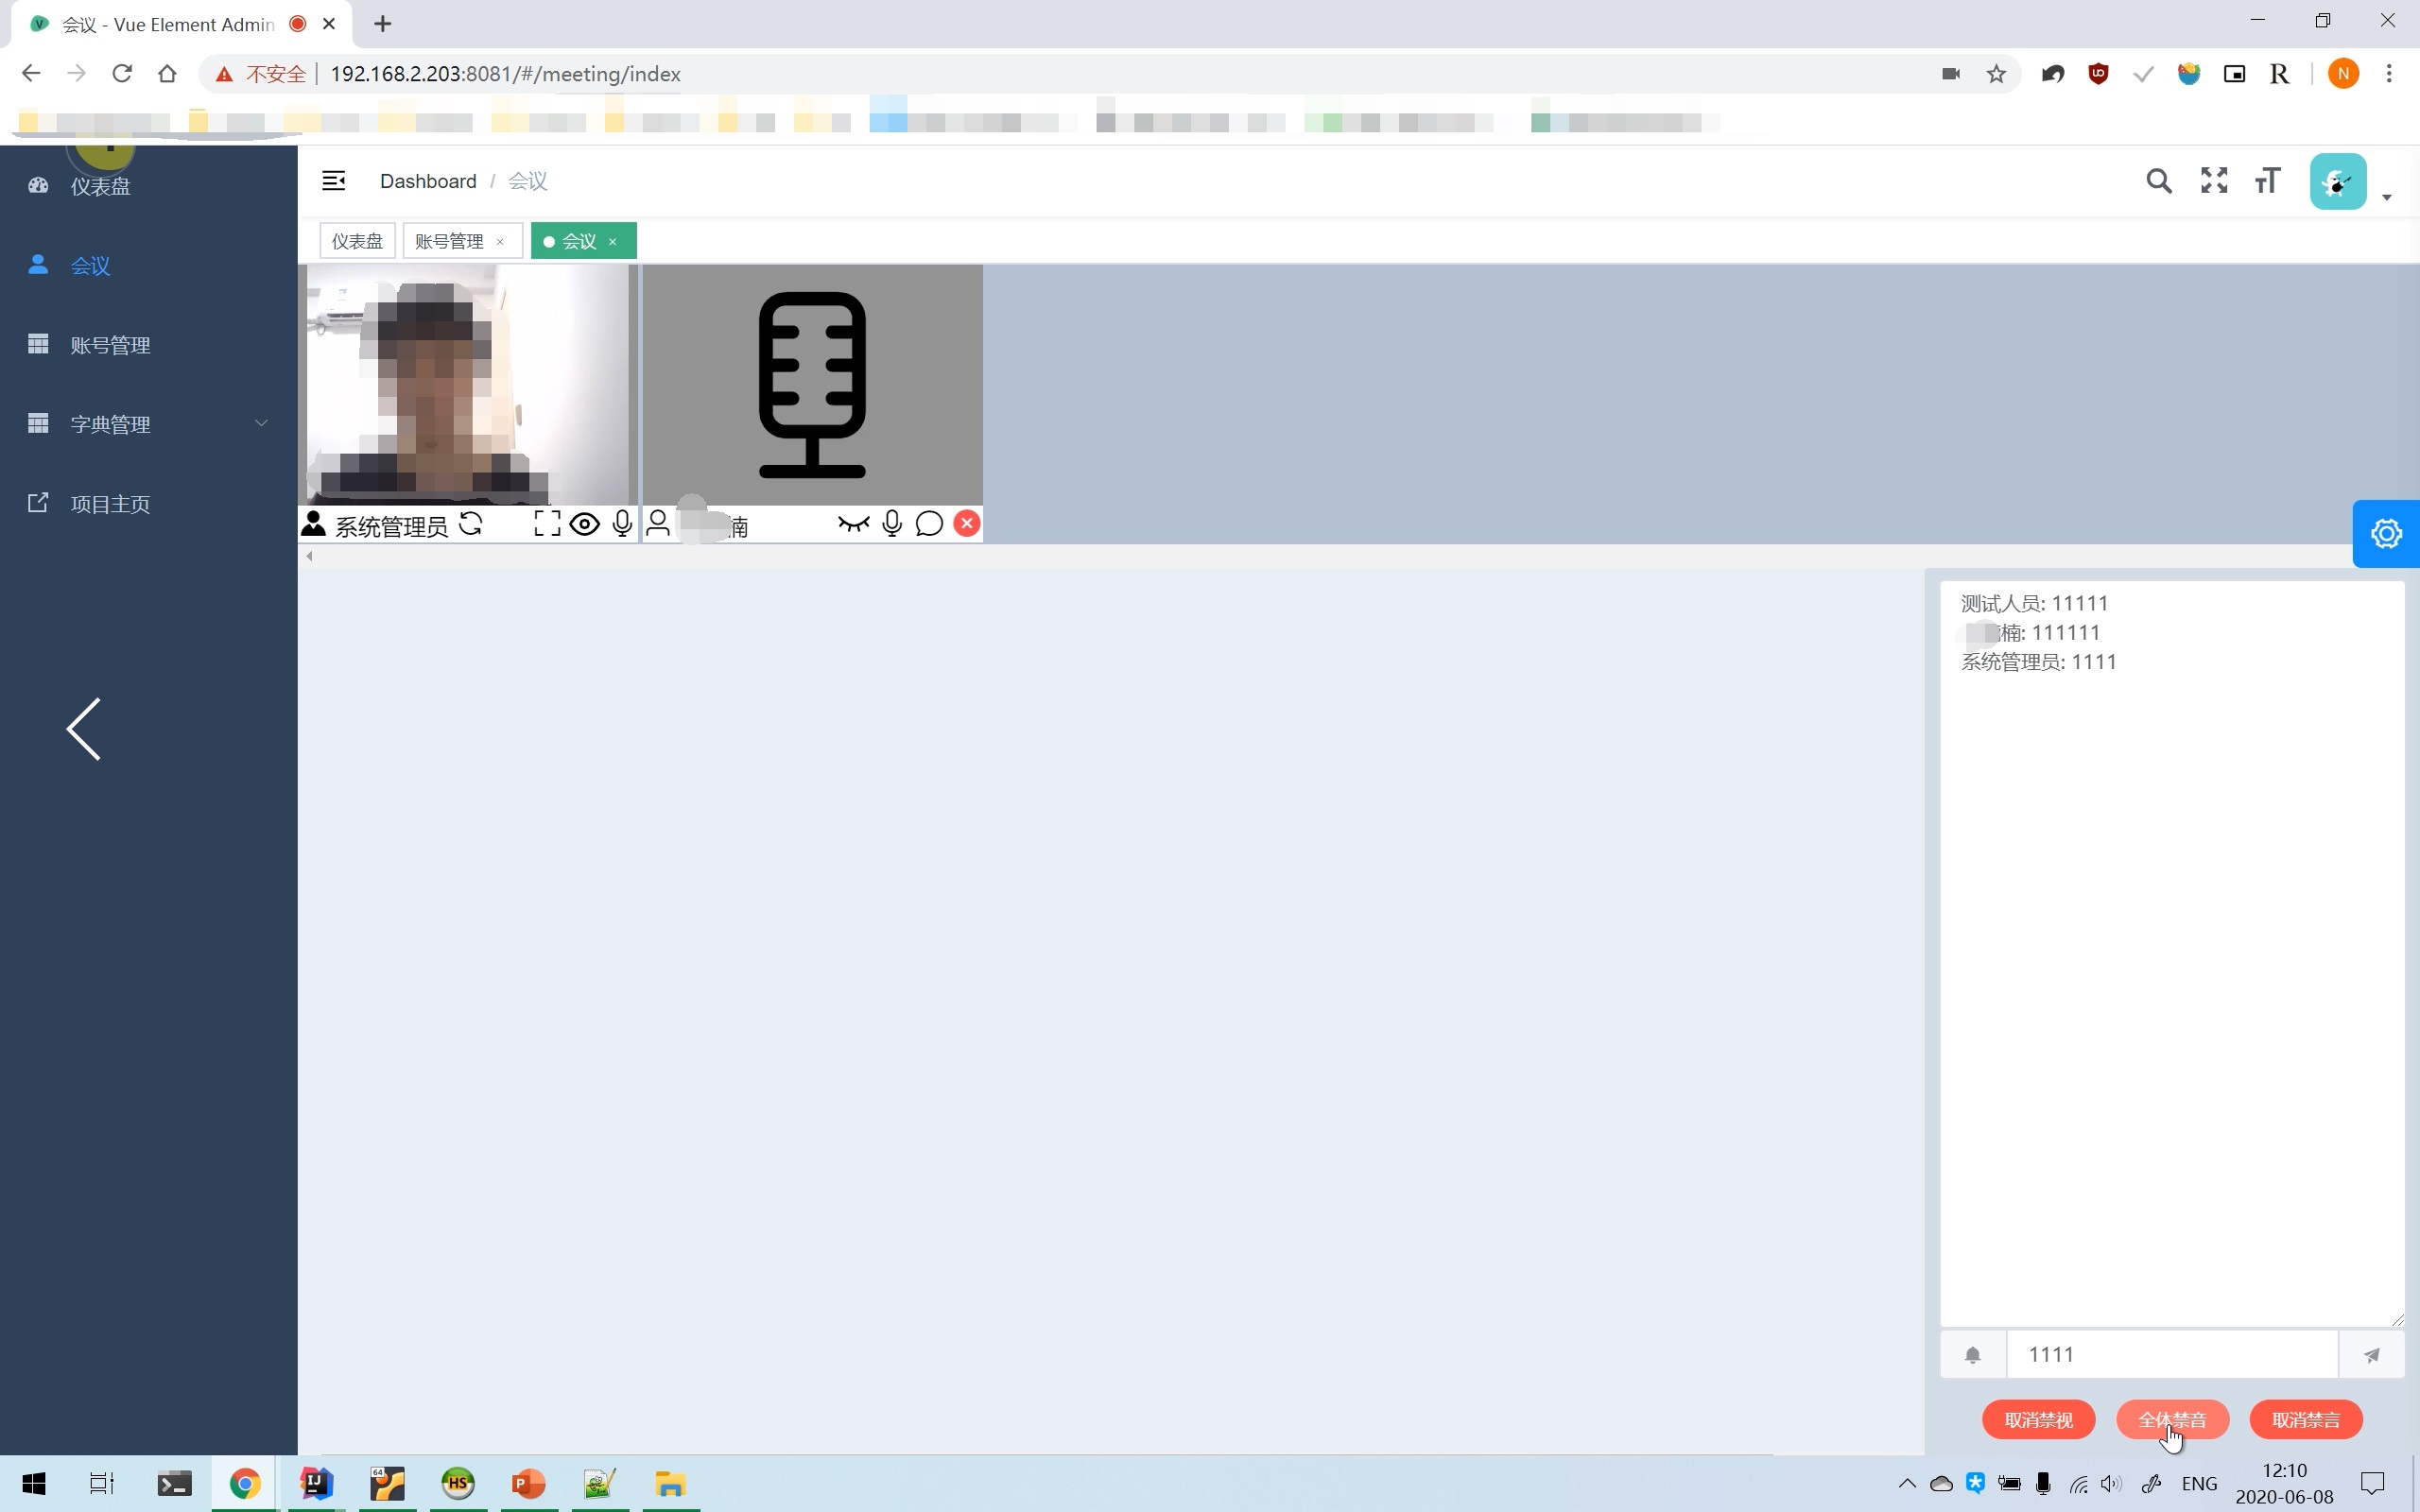 会议 - Vue Element Admin
不安全 192.168.2.203:8081/#/meeting/index
R N
仪表盘
会议
账号管理
字典管理
项目主页
Dashboard / 会议
仪表盘 账号管理 × 会议 ×
系统管理员
楠
测试人员: 11111
楠: 111111
系统管理员: 1111
1111
取消禁视 全体禁音 取消禁言
ENG
12:10
2020-06-08